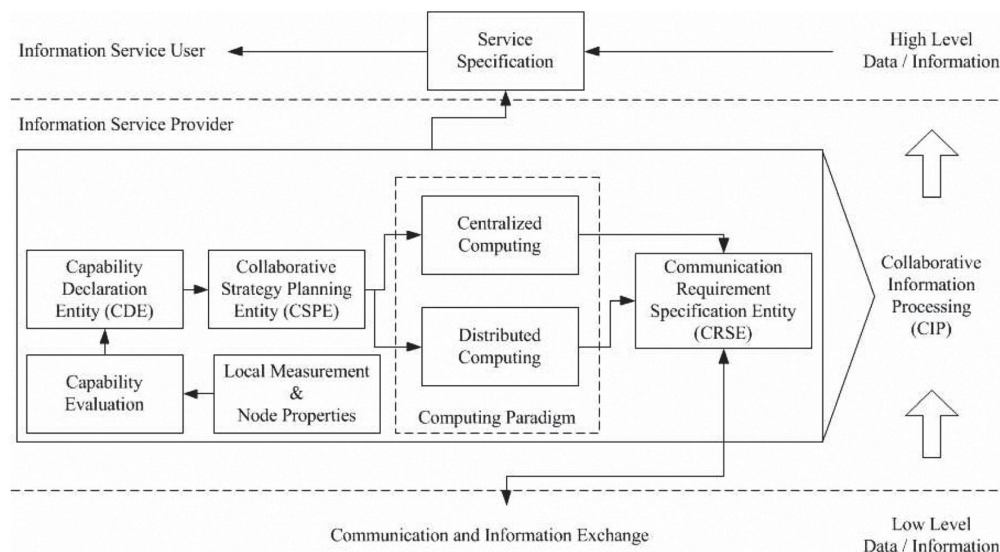 Information Service User
Service
Specification
High Level
Data / Information
Information Service Provider
Centralized
Computing
Capability
Declaration
Entity (CDE)
Collaborative
Strategy Planning
Entity (CSPE)
Communication
Requirement
Specification Entity
(CRSE)
Collaborative
Information
Processing
(CIP)
Distributed
Computing
Capability
Evaluation
Local Measurement
&
Node Properties
Computing Paradigm
Communication and Information Exchange
Low Level
Data / Information